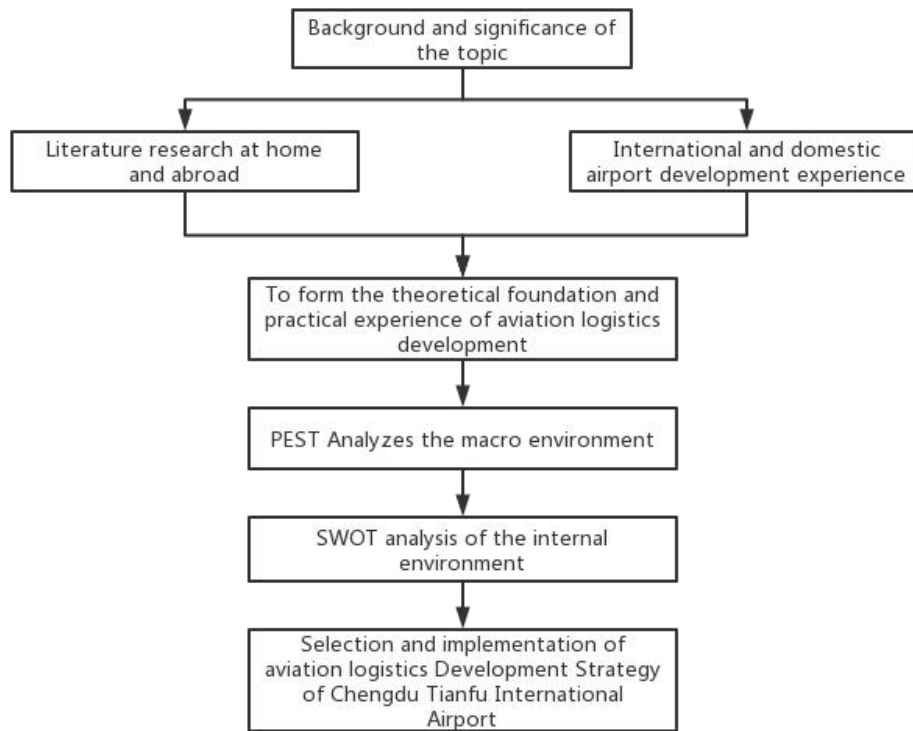 Background and significance of
the topic
Literature research at home
and abroad
International and domestic
airport development experience
To form the theoretical foundation and
practical experience of aviation logistics
development
PEST Analyzes the macro environment
SWOT analysis of the internal
environment
Selection and implementation of
aviation logistics Development Strategy
of Chengdu Tianfu International
Airport